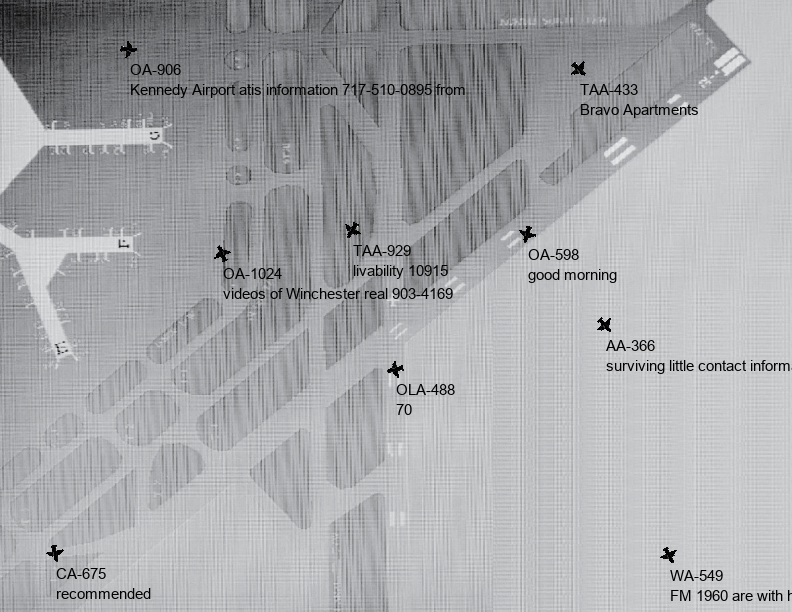 OA-906
Kennedy Airport atis information 717-510-0895 from
TAA-433
Bravo Apartments
TAA-929
livability 10915
OA-598
good morning
OA-1024
videos of Winchester real 903-4169
AA-366
surviving little contact inform
OLA-488
70
CA-675
recommended
WA-549
FM 1960 are with h